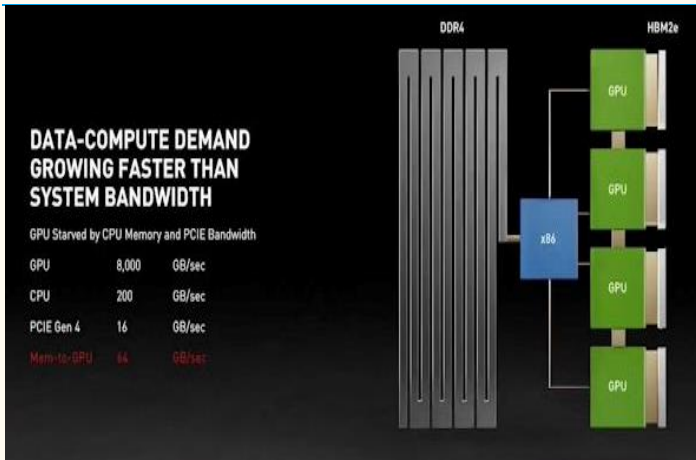 DATA-COMPUTE DEMAND
GROWING FASTER THAN
SYSTEM BANDWIDTH
GPU Starved by CPU Memory and PCIE Bandwidth
GPU 8,000 GB/sec
CPU 200 GB/sec
PCIE Gen 4 16 GB/sec
Mem-to-GPU 64 GB/sec
DDR4
HBM2e
x86
GPU
GPU
GPU
GPU